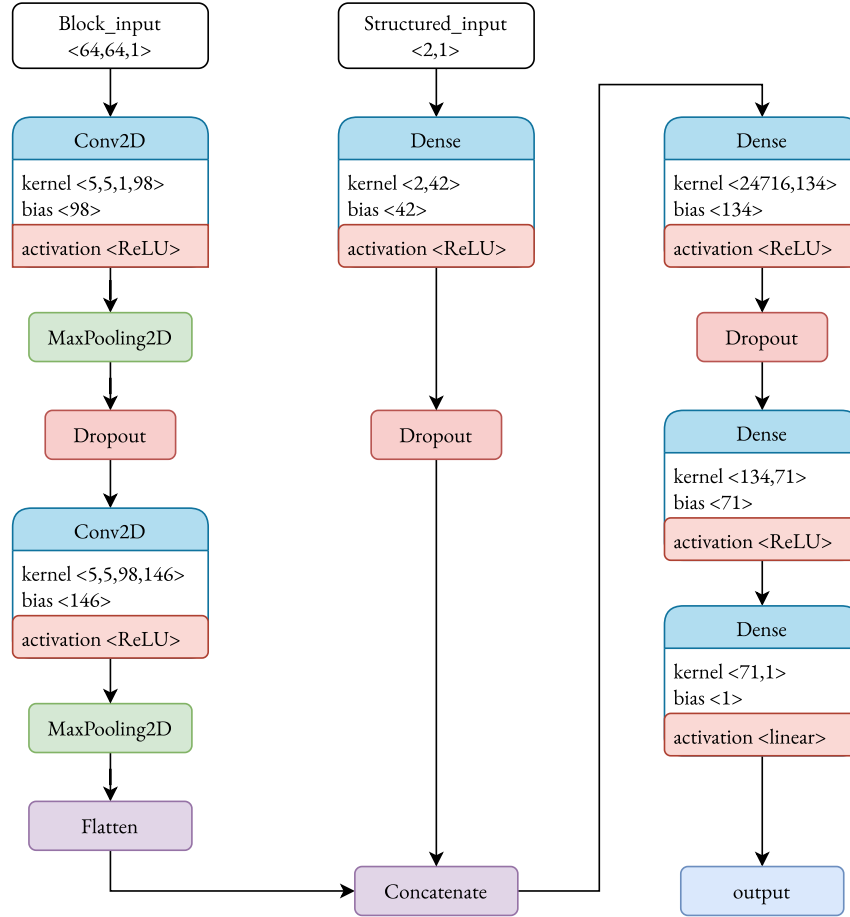 Block_input
<64,64,1>
Conv2D
kernel <5,5,1,98>
bias <98>
activation <ReLU>
MaxPooling2D
Dropout
Conv2D
kernel <5,5,98,146>
bias <146>
activation <ReLU>
MaxPooling2D
Flatten
Structured_input
<2,1>
Dense
kernel <2,42>
bias <42>
activation <ReLU>
Dropout
Concatenate
Dense
kernel <24716,134>
bias <134>
activation <ReLU>
Dropout
Dense
kernel <134,71>
bias <71>
activation <ReLU>
Dense
kernel <71,1>
bias <1>
activation <linear>
output